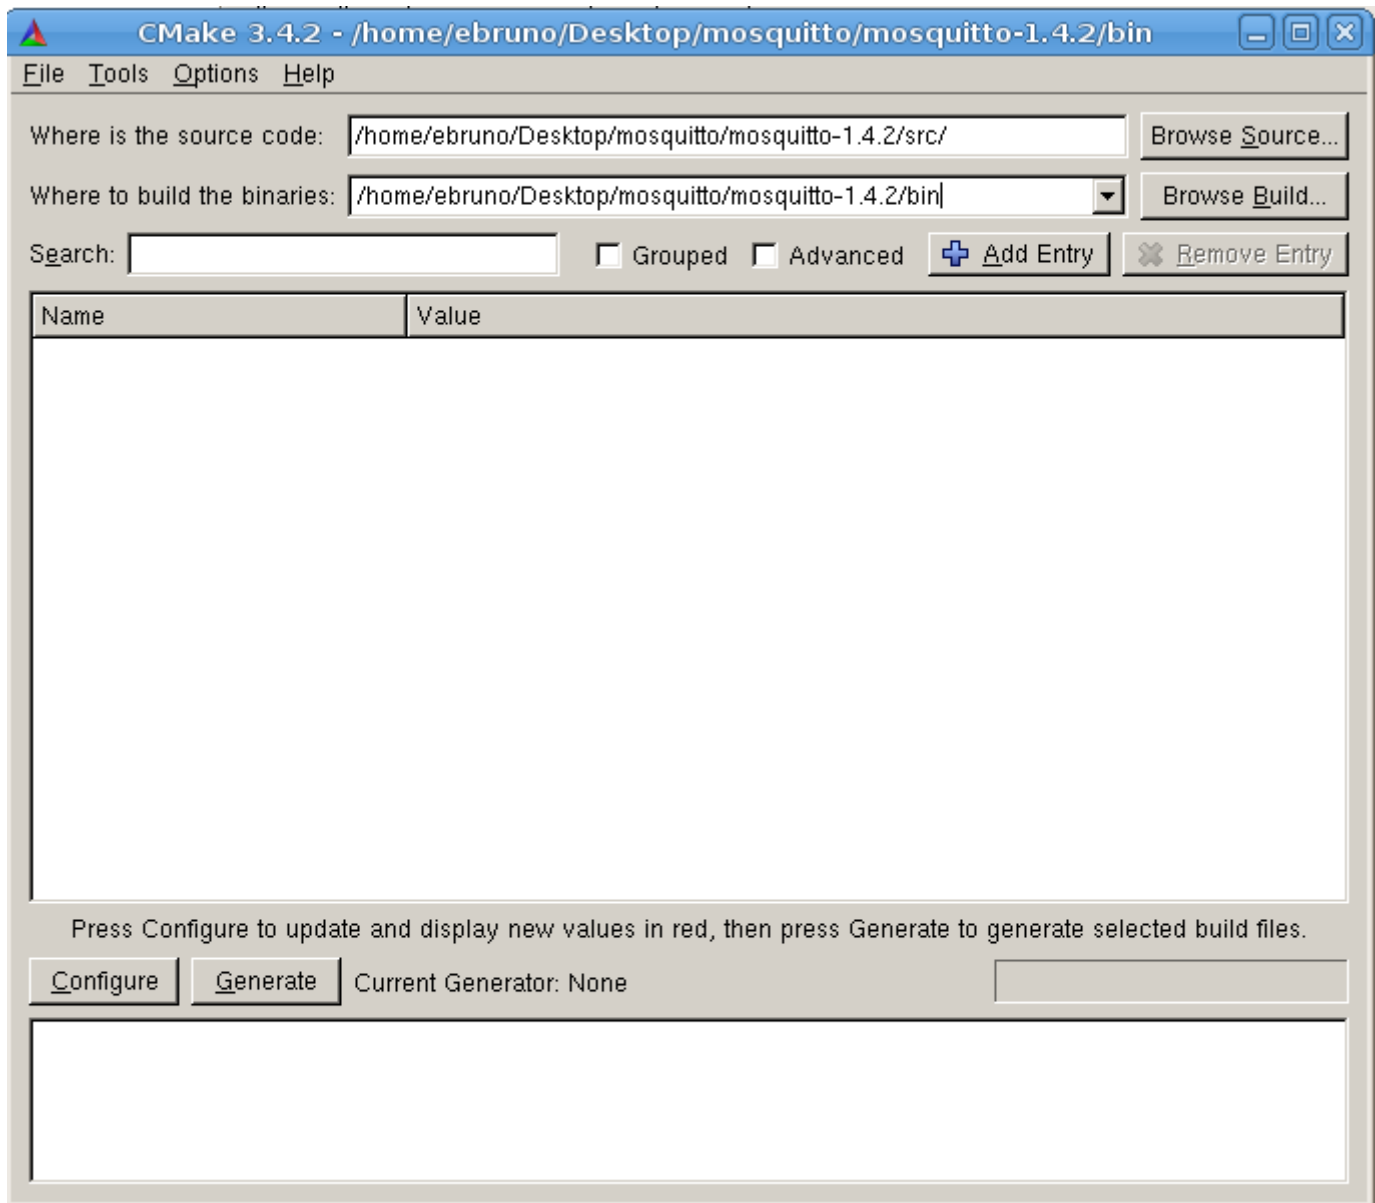 CMake 3.4.2 - /home/ebruno/Desktop/mosquitto/mosquitto-1.4.2/bin
File Tools Options Help
Where is the source code: /home/ebruno/Desktop/mosquitto/mosquitto-1.4.2/src/ Browse Source...
Where to build the binaries: /home/ebruno/Desktop/mosquitto/mosquitto-1.4.2/bin Browse Build...
Search: Grouped Advanced Add Entry Remove Entry
Name Value
Press Configure to update and display new values in red, then press Generate to generate selected build files.
Configure Generate Current Generator: None